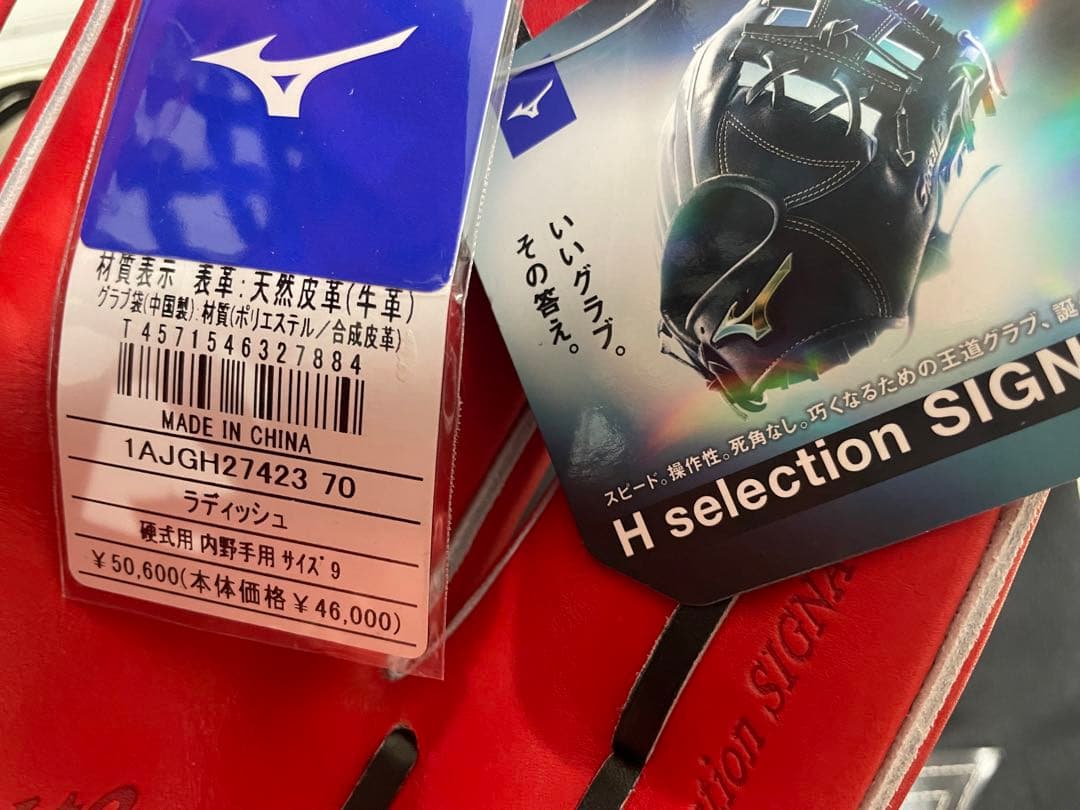 材質表示 表革:天然皮革(牛革)
グラブ袋(中国製):材質(ポリエステル/合成皮革)
T 4571546327884
MADE IN CHINA
1AJGH27423 70
ラディッシュ
硬式用 内野手用 サイズ 9
¥50,600(本体価格¥46,000)
いいグラブ。
その答え。
スピード。操作性。死角なし。巧くなるための王道グラブ、誕
H selection SIGN
ction SIGNA